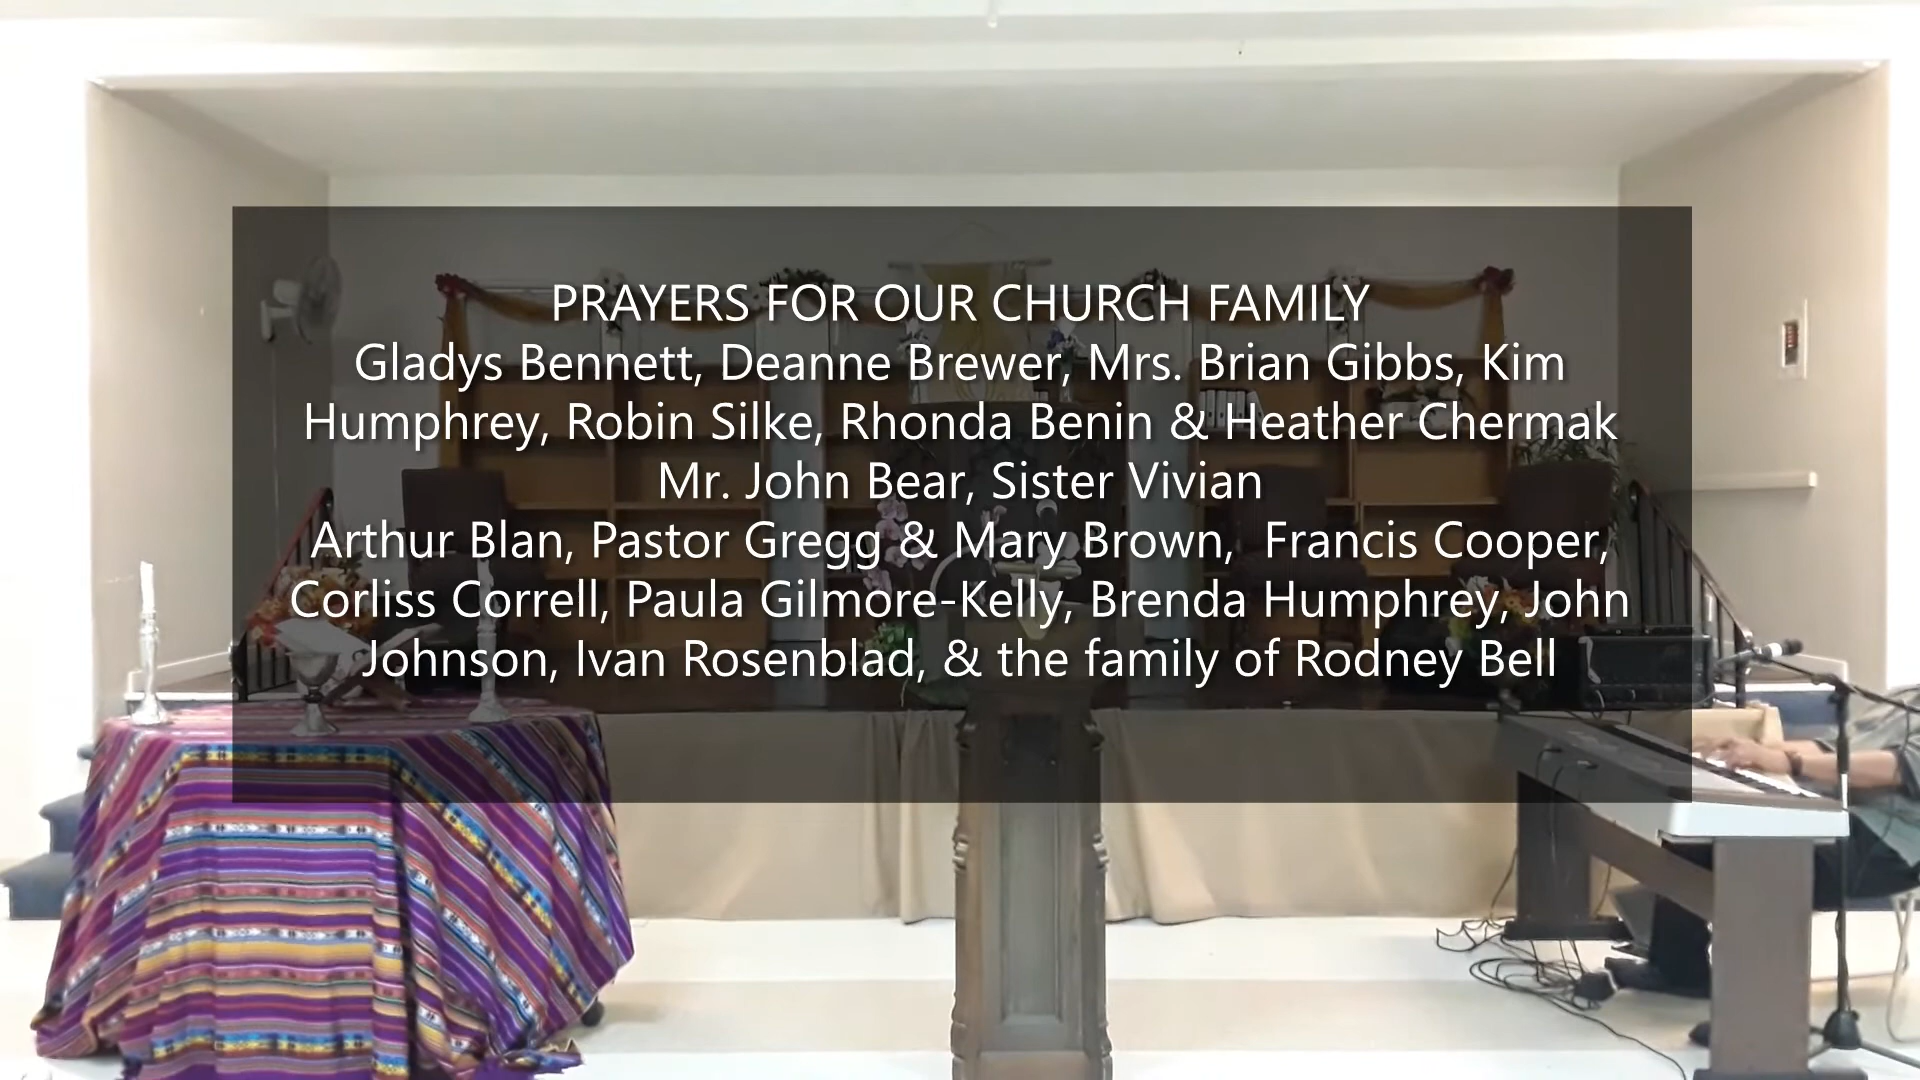 PRAYERS FOR OUR CHURCH FAMILY
Gladys Bennett, Deanne Brewer, Mrs. Brian Gibbs, Kim
Humphrey, Robin Silke, Rhonda Benin & Heather Chermak
Mr. John Bear, Sister Vivian
Arthur Blan, Pastor Gregg & Mary Brown,  Francis Cooper,
Corliss Correll, Paula Gilmore-Kelly, Brenda Humphrey, John
Johnson, Ivan Rosenblad, & the family of Rodney Bell